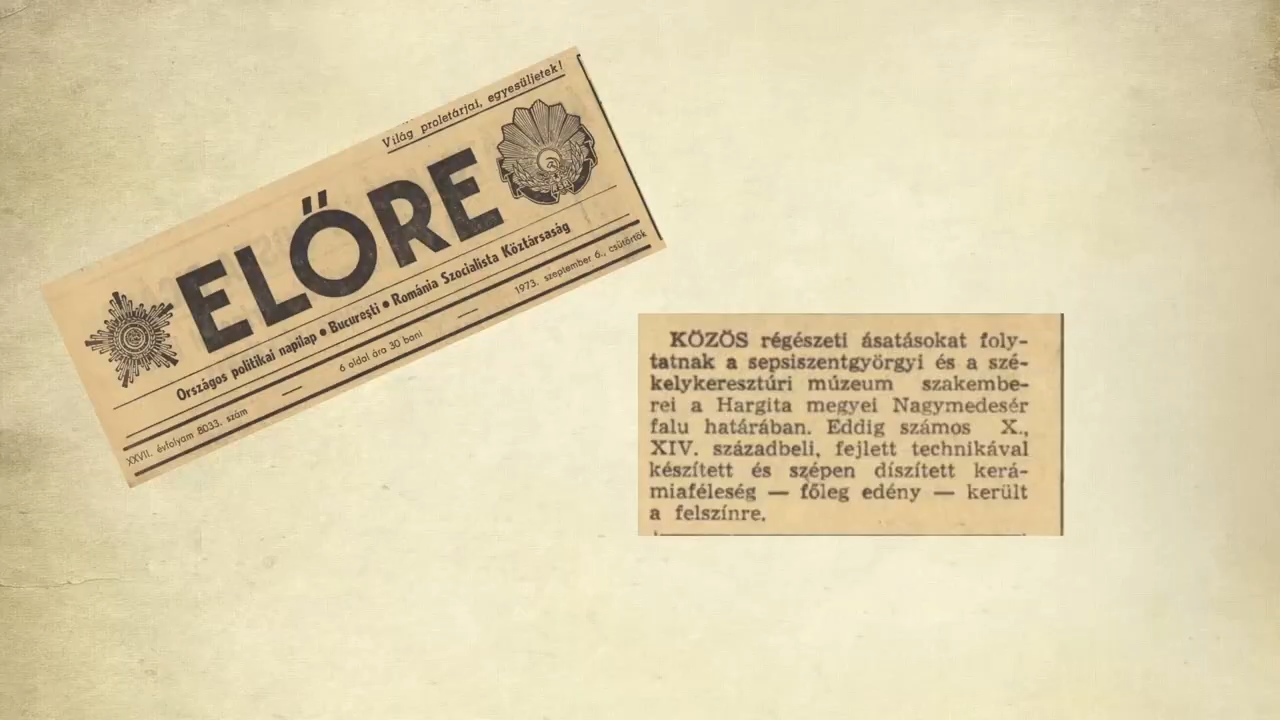 Világ proletárjai, egyesüljetek!
ELŐRE
Országos politikai napilap • București • Románia Szocialista Köztársaság
XXVII. évfolyam 8033. szám — 6 oldal ára 30 bani — 1973. szeptember 6., csütörtök
KÖZÖS régészeti ásatásokat foly-
tatnak a sepsiszentgyörgyi és a szé-
kelykeresztúri múzeum szakembe-
rei a Hargita megyei Nagymedesér
falu határában. Eddig számos X.,
XIV. századbeli, fejlett technikával
készített és szépen díszített kerá-
miaféleség — főleg edény — került
a felszínre.